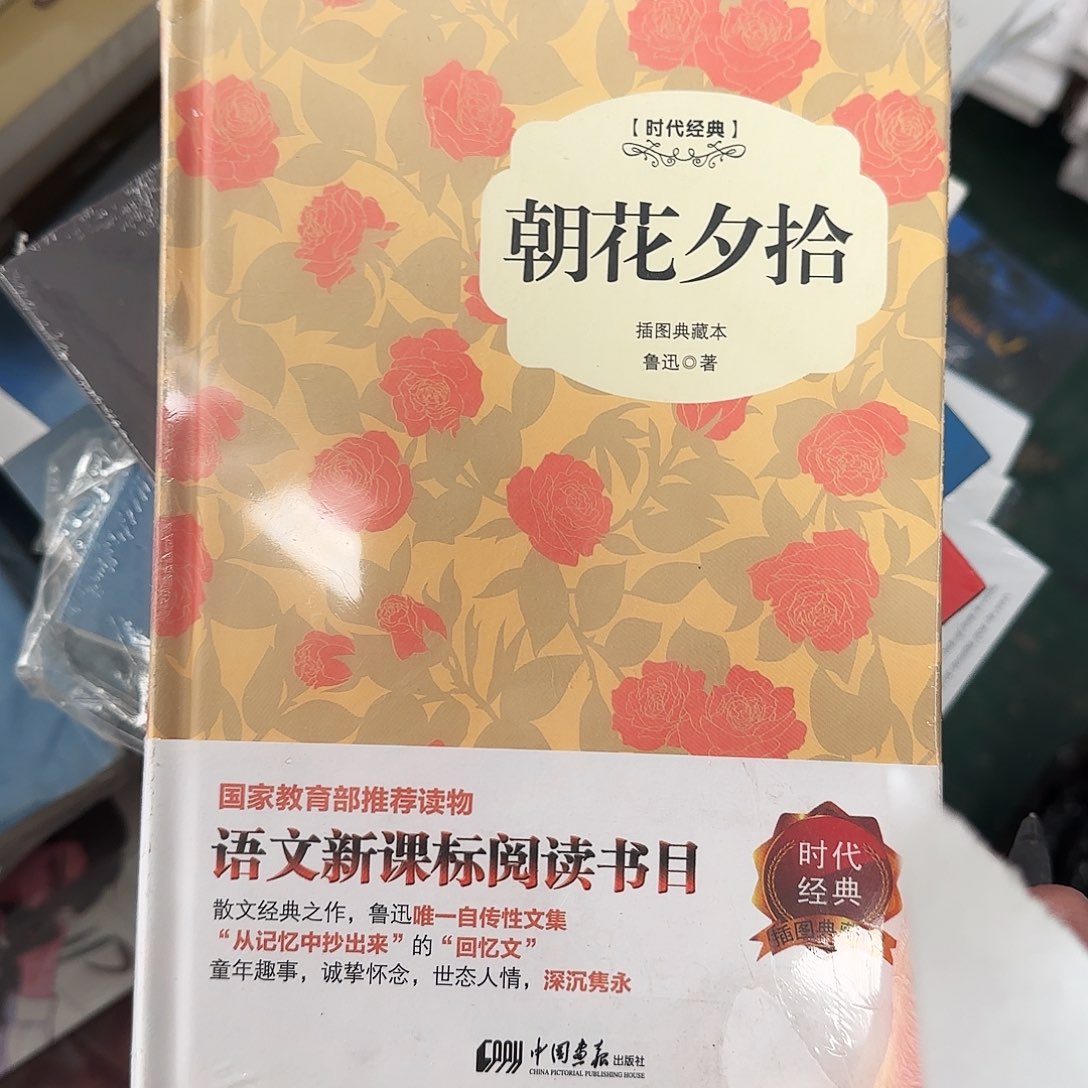 【时代经典】
朝花夕拾
插图典藏本
鲁迅◎著
国家教育部推荐读物
语文新课标阅读书目
散文经典之作，鲁迅唯一自传性文集
“从记忆中抄出来”的“回忆文”
童年趣事，诚挚怀念，世态人情，深沉隽永
时代
经典
插图典
CPPH 中国画报出版社
CHINA PICTORIAL PUBLISHING HOUSE